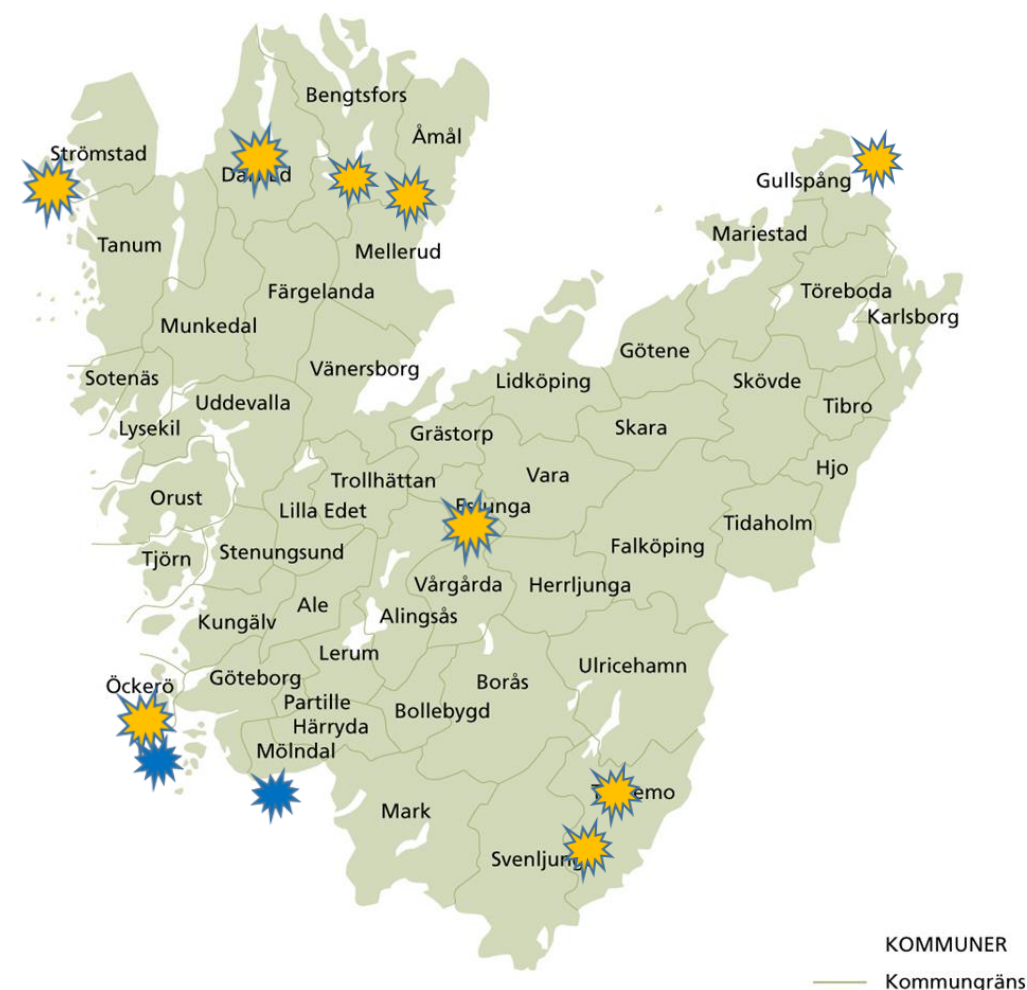 Bengtsfors
Åmål
Strömstad
Gullspång
Mariestad
Tanum
Mellerud
Färgelanda
Töreboda
Karlsborg
Munkedal
Götene
Vänersborg
Sotenäs
Lidköping
Skövde
Uddevalla
Tibro
Lysekil
Skara
Grästorp
Hjo
Vara
Trollhättan
Orust
Lilla Edet
Tidaholm
Falköping
Stenungsund
Tjörn
Vårgårda
Herrljunga
Ale
Alingsås
Kungälv
Lerum
Ulricehamn
Göteborg
Borås
Öckerö
Partille
Bollebygd
Härryda
Mölndal
Mark
KOMMUNER
Kommungräns